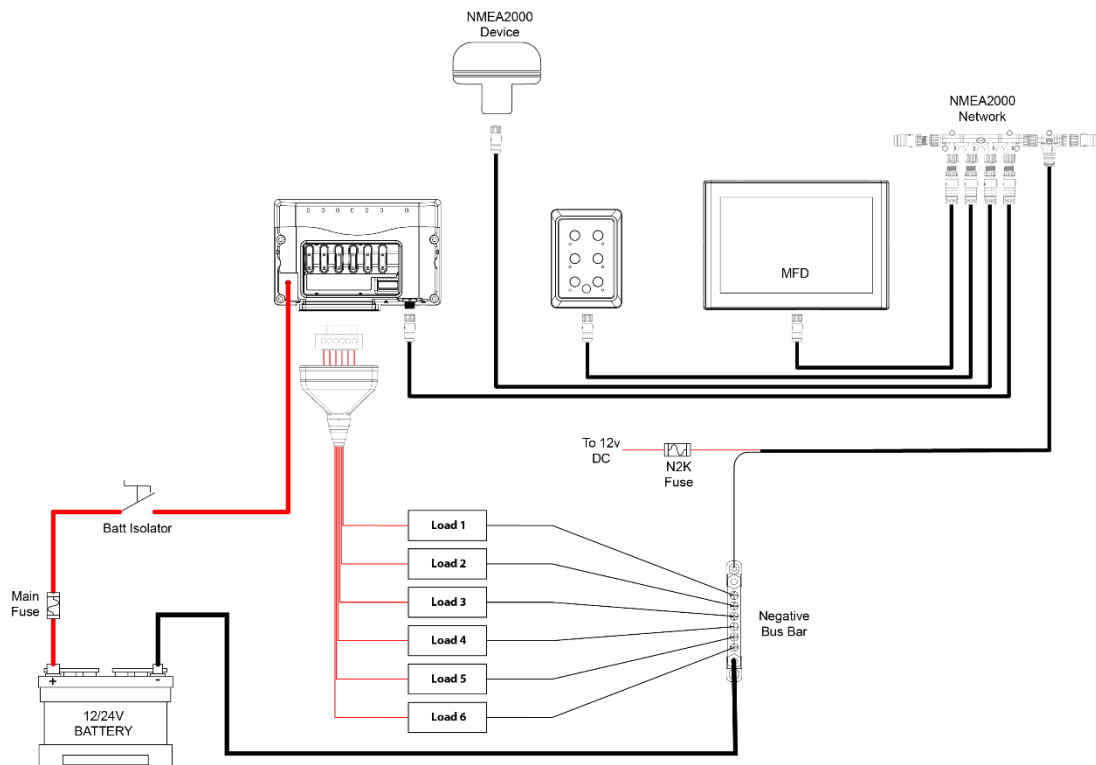 NMEA2000
Device
NMEA2000
Network
MFD
To 12v
DC
N2K
Fuse
Batt Isolator
Main
Fuse
Load 1
Load 2
Load 3
Load 4
Load 5
Load 6
Negative
Bus Bar
+
-
12/24V
BATTERY